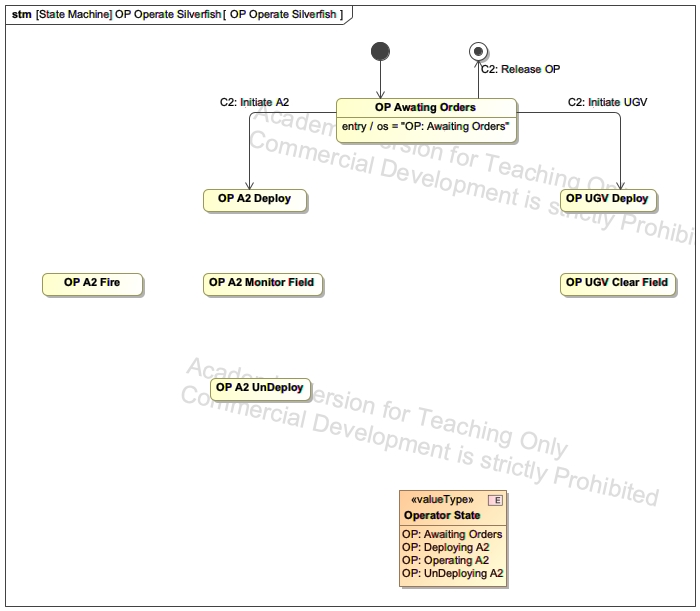 stm [State Machine] OP Operate Silverfish[ OP Operate Silverfish ]
C2: Release OP
C2: Initiate A2
C2: Initiate UGV
OP Awating Orders
entry / os = "OP: Awaiting Orders"
Academic Version for Teaching Only
Commercial Development is strictly Prohibited
OP A2 Deploy
OP UGV Deploy
OP A2 Fire
OP A2 Monitor Field
OP UGV Clear Field
Academic Version for Teaching Only
Commercial Development is strictly Prohibited
OP A2 UnDeploy
«valueType»
E
Operator State
OP: Awaiting Orders
OP: Deploying A2
OP: Operating A2
OP: UnDeploying A2